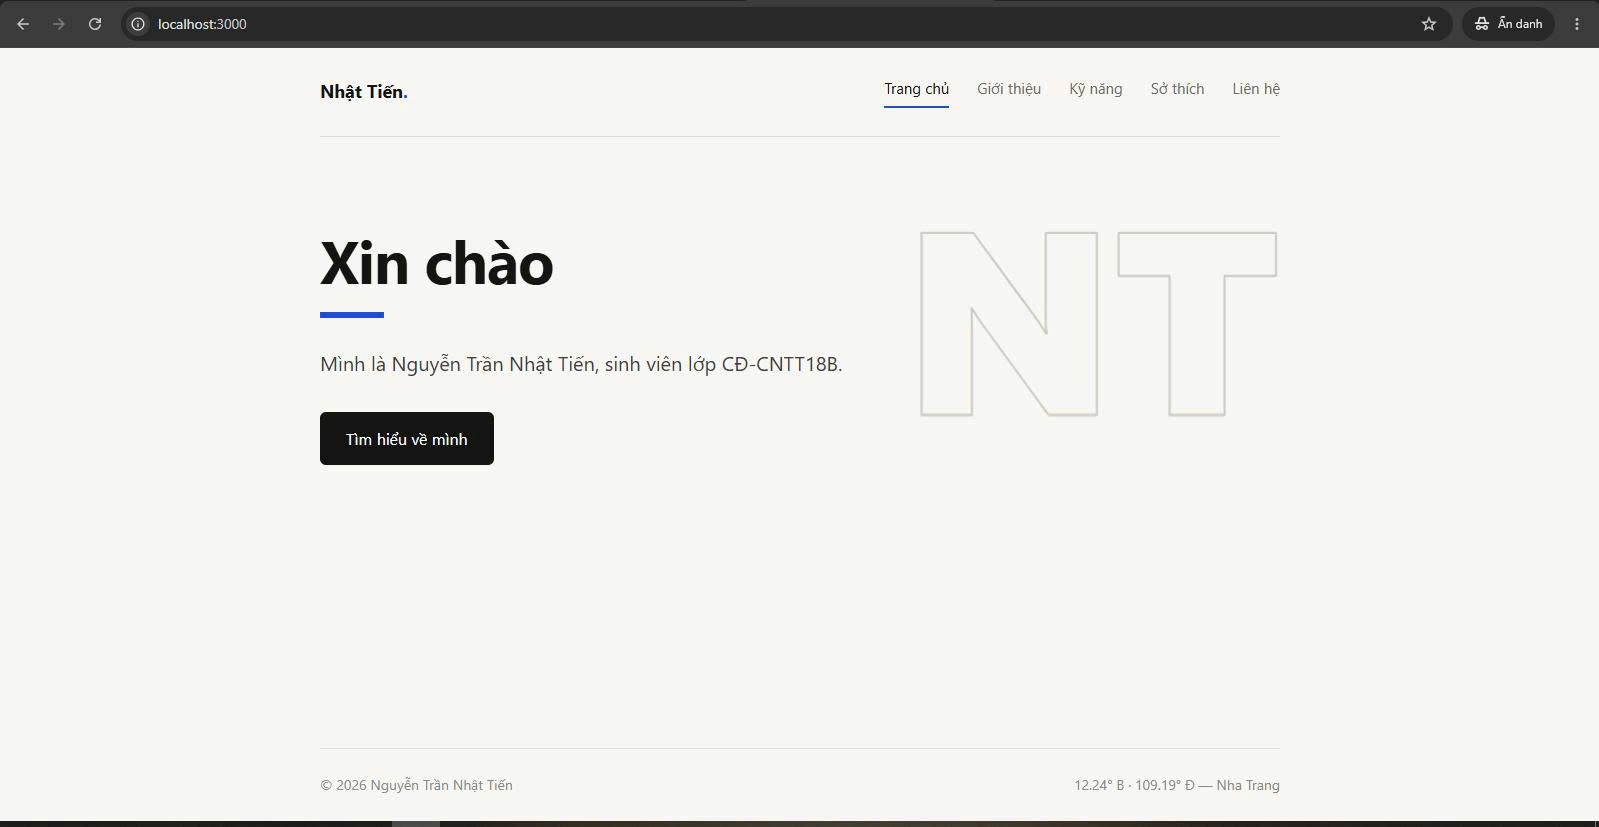 localhost:3000
Ẩn danh
Nhật Tiến.
Trang chủ
Giới thiệu
Kỹ năng
Sở thích
Liên hệ
Xin chào
NT
Mình là Nguyễn Trần Nhật Tiến, sinh viên lớp CĐ-CNTT18B.
Tìm hiểu về mình
© 2026 Nguyễn Trần Nhật Tiến
12.24° B · 109.19° Đ — Nha Trang